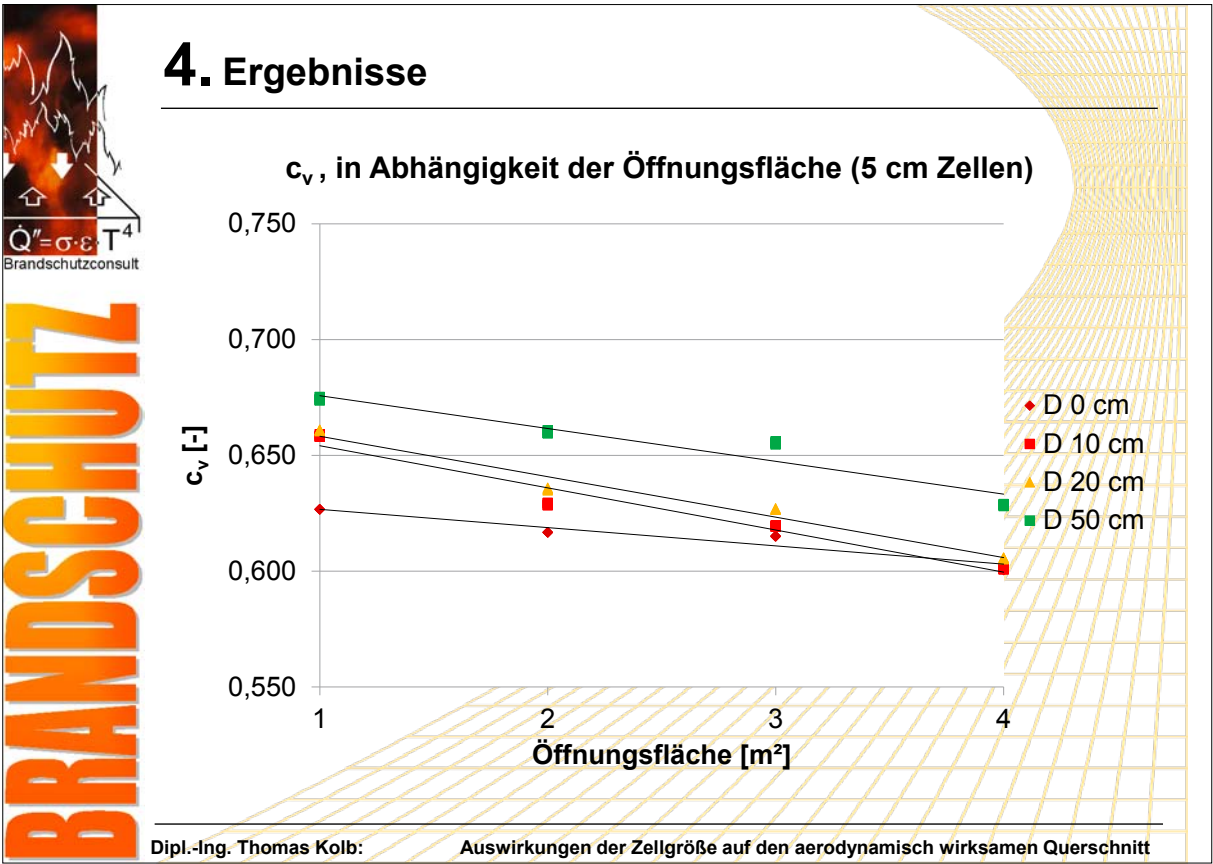 4. Ergebnisse
Q̇″=σ·ε·T⁴
Brandschutzconsult
BRANDSCHUTZ
cᵥ , in Abhängigkeit der Öffnungsfläche (5 cm Zellen)
0,750
0,700
0,650
0,600
0,550
cᵥ [-]
1 2 3 4
Öffnungsfläche [m²]
D 0 cm
D 10 cm
D 20 cm
D 50 cm
Dipl.-Ing. Thomas Kolb: Auswirkungen der Zellgröße auf den aerodynamisch wirksamen Querschnitt